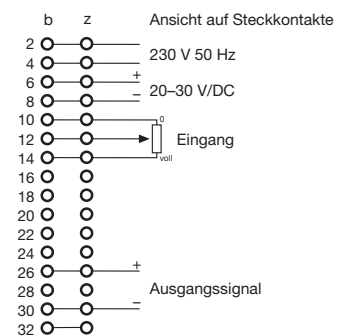 b z Ansicht auf Steckkontakte
2
230 V 50 Hz
4
6 +
20–30 V/DC
8 –
10 0
12 Eingang
14 voll
16
18
20
22
24
26 +
28 Ausgangssignal
30 –
32